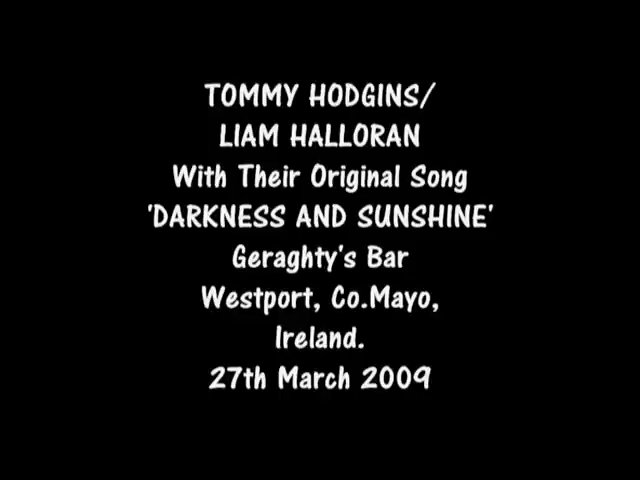 TOMMY HODGINS/
LIAM HALLORAN
With Their Original Song
'DARKNESS AND SUNSHINE'
Geraghty's Bar
Westport, Co.Mayo,
Ireland.
27th March 2009